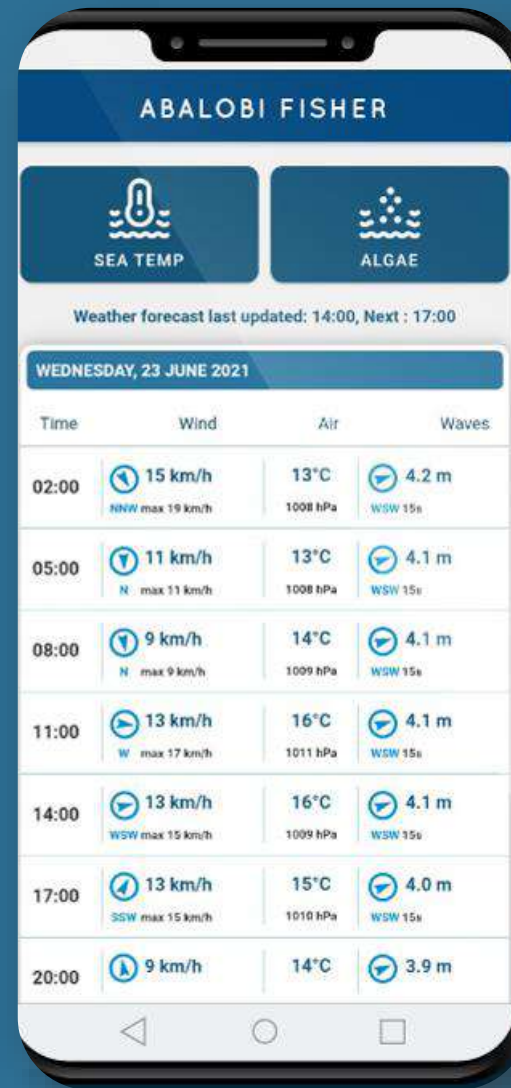 ABALOBI FISHER
SEA TEMP
ALGAE
Weather forecast last updated: 14:00, Next : 17:00
WEDNESDAY, 23 JUNE 2021
Time Wind Air Waves
02:00 15 km/h 13°C 4.2 m
NNW max 19 km/h 1008 hPa WSW 15s
05:00 11 km/h 13°C 4.1 m
N max 11 km/h 1008 hPa WSW 15s
08:00 9 km/h 14°C 4.1 m
N max 9 km/h 1009 hPa WSW 15s
11:00 13 km/h 16°C 4.1 m
W max 17 km/h 1011 hPa WSW 15s
14:00 13 km/h 16°C 4.1 m
WSW max 15 km/h 1009 hPa WSW 15s
17:00 13 km/h 15°C 4.0 m
SSW max 15 km/h 1010 hPa WSW 15s
20:00 9 km/h 14°C 3.9 m